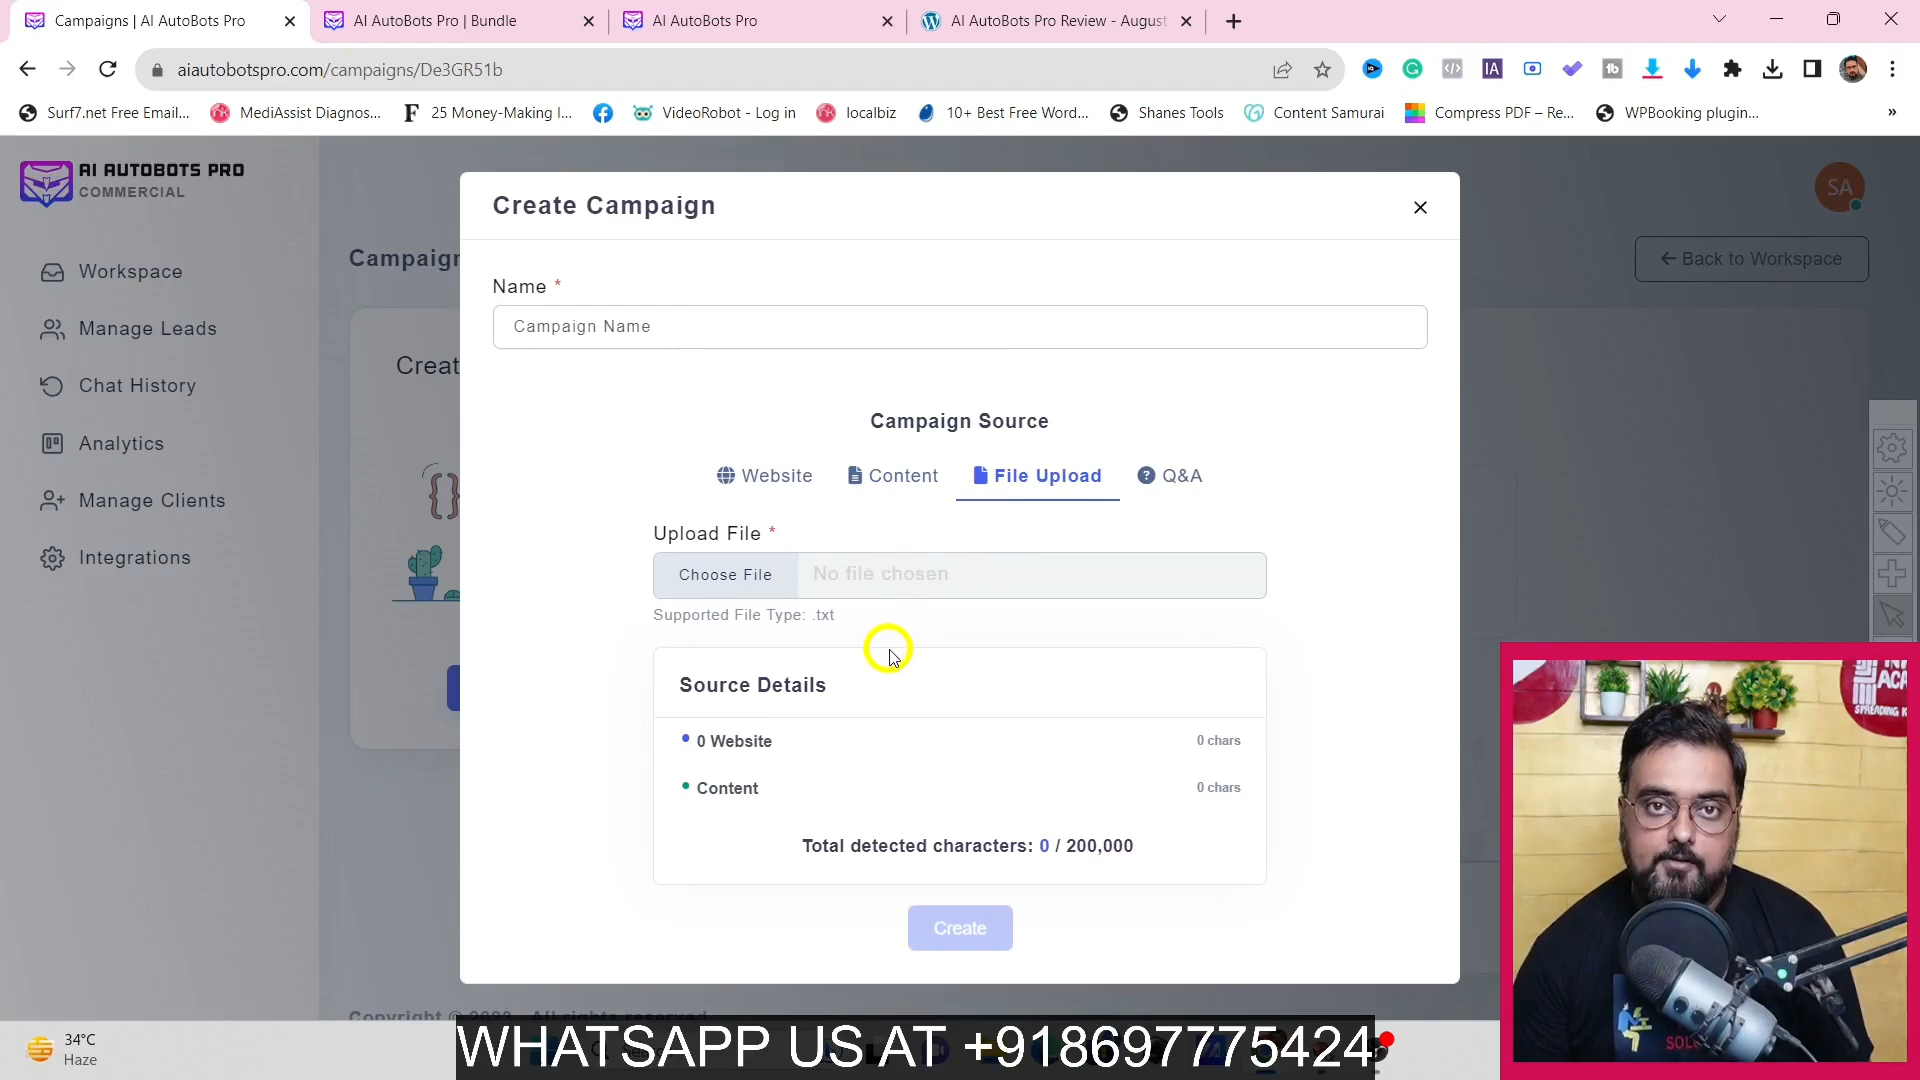 Campaigns | AI AutoBots Pro
AI AutoBots Pro | Bundle
AI AutoBots Pro
AI AutoBots Pro Review - August
aiautobotspro.com/campaigns/De3GR51b
Surf7.net Free Email...
MediAssist Diagnos...
25 Money-Making I...
VideoRobot - Log in
localbiz
10+ Best Free Word...
Shanes Tools
Content Samurai
Compress PDF – Re...
WPBooking plugin...
»
AI AUTOBOTS PRO
COMMERCIAL
Workspace
Manage Leads
Chat History
Analytics
Manage Clients
Integrations
SA
Campaign
← Back to Workspace
Creat
Create Campaign
Name *
Campaign Name
Campaign Source
Website
Content
File Upload
Q&A
Upload File *
Choose File
No file chosen
Supported File Type: .txt
Source Details
0 Website
0 chars
Content
0 chars
Total detected characters: 0 / 200,000
Create
34°C
Haze
WHATSAPP US AT +918697775424